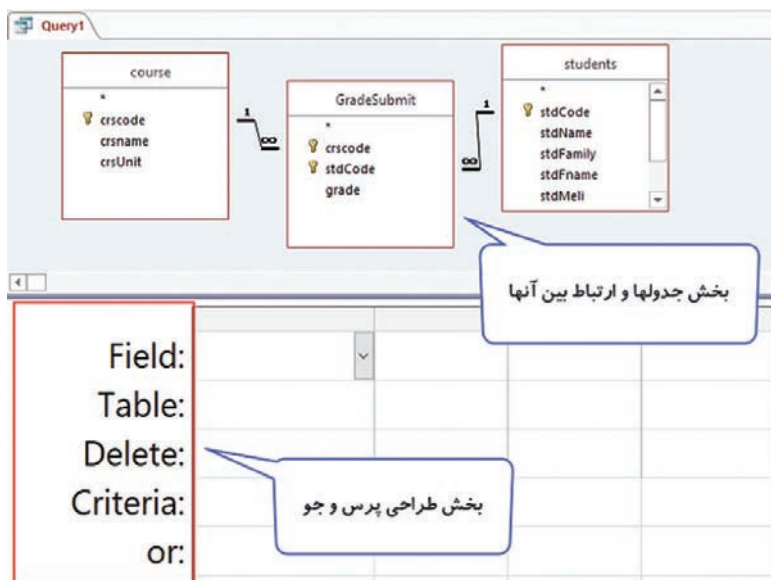 Query1
course
*
crscode
crsname
crsUnit
1
∞
GradeSubmit
*
crscode
stdCode
grade
1
∞
students
*
stdCode
stdName
stdFamily
stdFname
stdMeli
بخش جدولها و ارتباط بین آنها
Field:
Table:
Delete:
Criteria:
or:
بخش طراحی پرس و جو